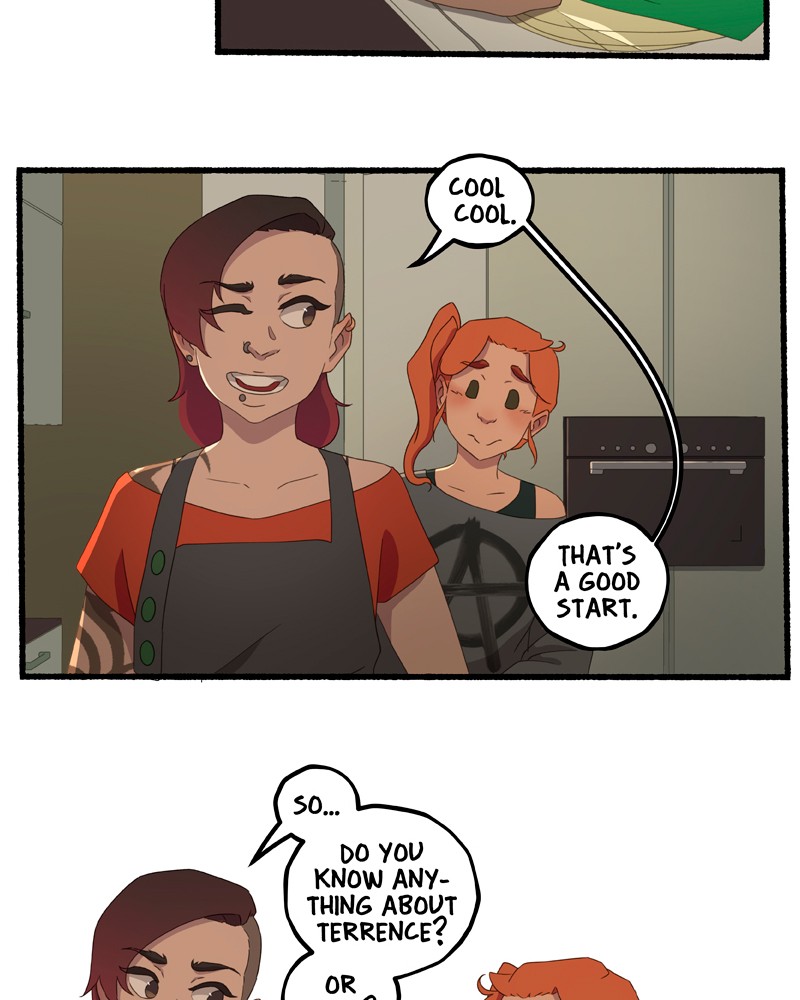 COOL
COOL.
THAT'S
A GOOD
START.
SO...
DO YOU
KNOW ANY-
THING ABOUT
TERRENCE?
OR